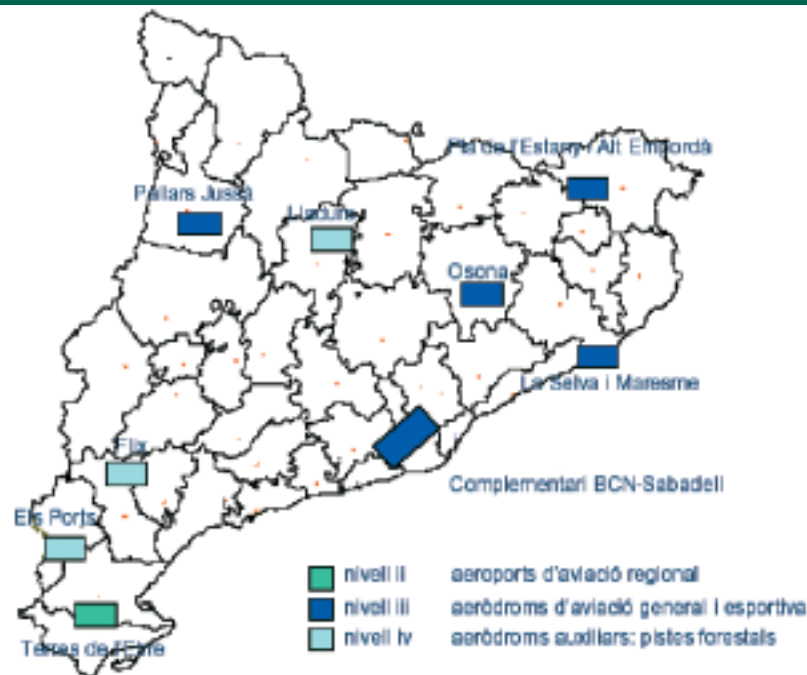 Pla de l'Estany i Alt Empordà
Pallars Jussà
Osona
La Selva i Maresme
Flix
Complementari BCN-Sabadell
Els Ports
nivell ii aeroports d'aviació regional
nivell iii aeròdroms d'aviació general i esportiva
nivell iv aeròdroms auxiliars: pistes forestals
Terres de l'Ebre